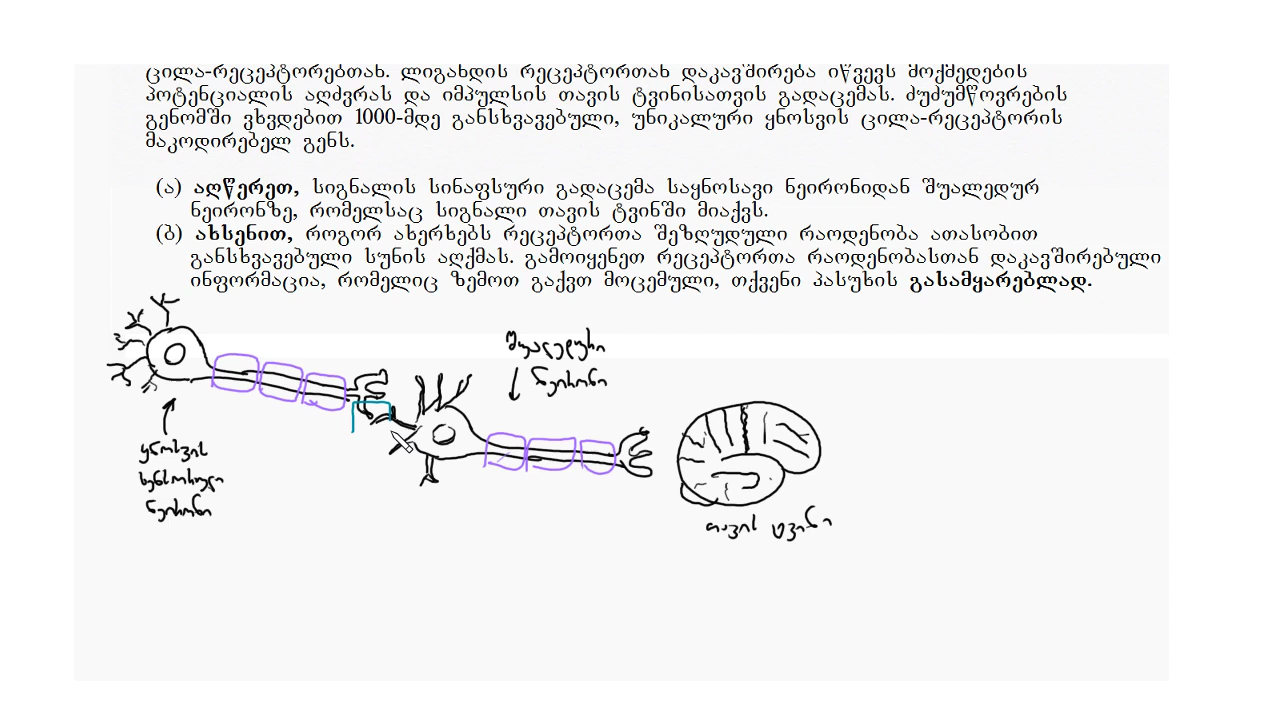 ცილა-რეცეპტორებთან. ლიგანდის რეცეპტორთან დაკავშირება იწვევს მოქმედების
პოტენციალის აღძვრას და იმპულსის თავის ტვინისათვის გადაცემას. ძუძუმწოვრების
გენომში ვხვდებით 1000-მდე განსხვავებული, უნიკალური ყნოსვის ცილა-რეცეპტორის
მაკოდირებელ გენს.
(ა) აღწერეთ, სიგნალის სინაფსური გადაცემა საყნოსავი ნეირონიდან შუალედურ
ნეირონზე, რომელსაც სიგნალი თავის ტვინში მიაქვს.
(ბ) ახსენით, როგორ ახერხებს რეცეპტორთა შეზღუდული რაოდენობა ათასობით
განსხვავებული სუნის აღქმას. გამოიყენეთ რეცეპტორთა რაოდენობასთან დაკავშირებული
ინფორმაცია, რომელიც ზემოთ გაქვთ მოცემული, თქვენი პასუხის გასამყარებლად.
შუალედური
ნეირონი
ყნოსვის
სენსორული
ნეირონი
თავის ტვინი